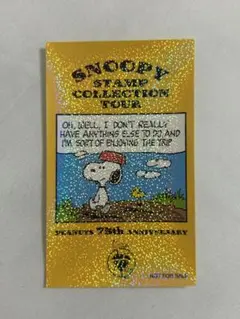 SNOOPY
STAMP
COLLECTION
TOUR
OH, WELL, I DON'T REALLY
HAVE ANYTHING ELSE TO DO, AND
I'M SORT OF ENJOYING THE TRIP
PEANUTS 75th ANNIVERSARY
NOT FOR SALE